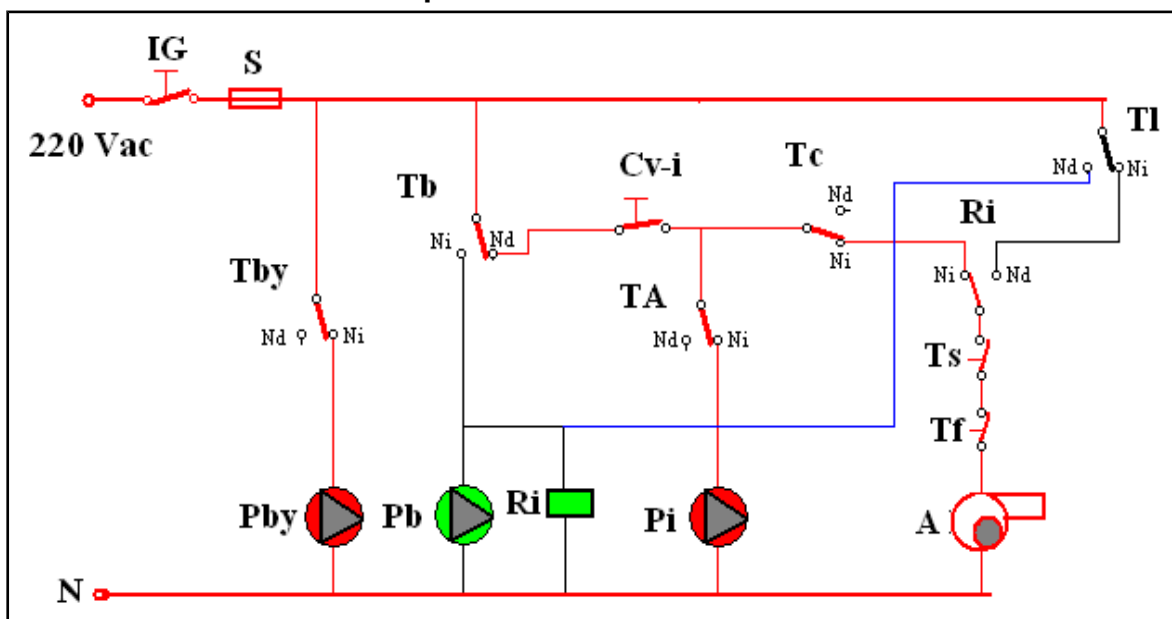 IG
S
220 Vac
Tl
Nd
Ni
Tb
Cv-i
Tc
Nd
Ni
Ri
Ni
Nd
Ni
Nd
Tby
Nd
Ni
TA
Nd
Ni
Ts
Tf
Pby
Pb
Ri
Pi
A
N